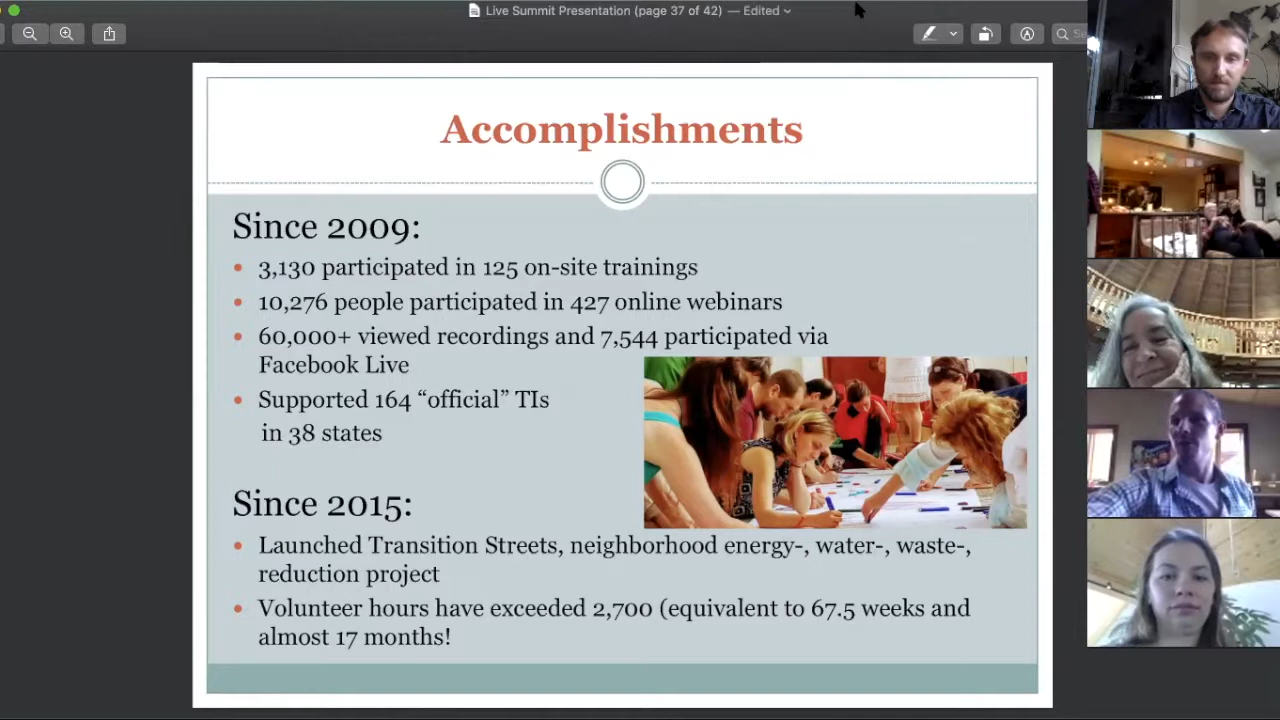 Live Summit Presentation (page 37 of 42) — Edited
Accomplishments
Since 2009:
• 3,130 participated in 125 on-site trainings
• 10,276 people participated in 427 online webinars
• 60,000+ viewed recordings and 7,544 participated via
Facebook Live
• Supported 164 “official” TIs
in 38 states
Since 2015:
• Launched Transition Streets, neighborhood energy-, water-, waste-,
reduction project
• Volunteer hours have exceeded 2,700 (equivalent to 67.5 weeks and
almost 17 months!